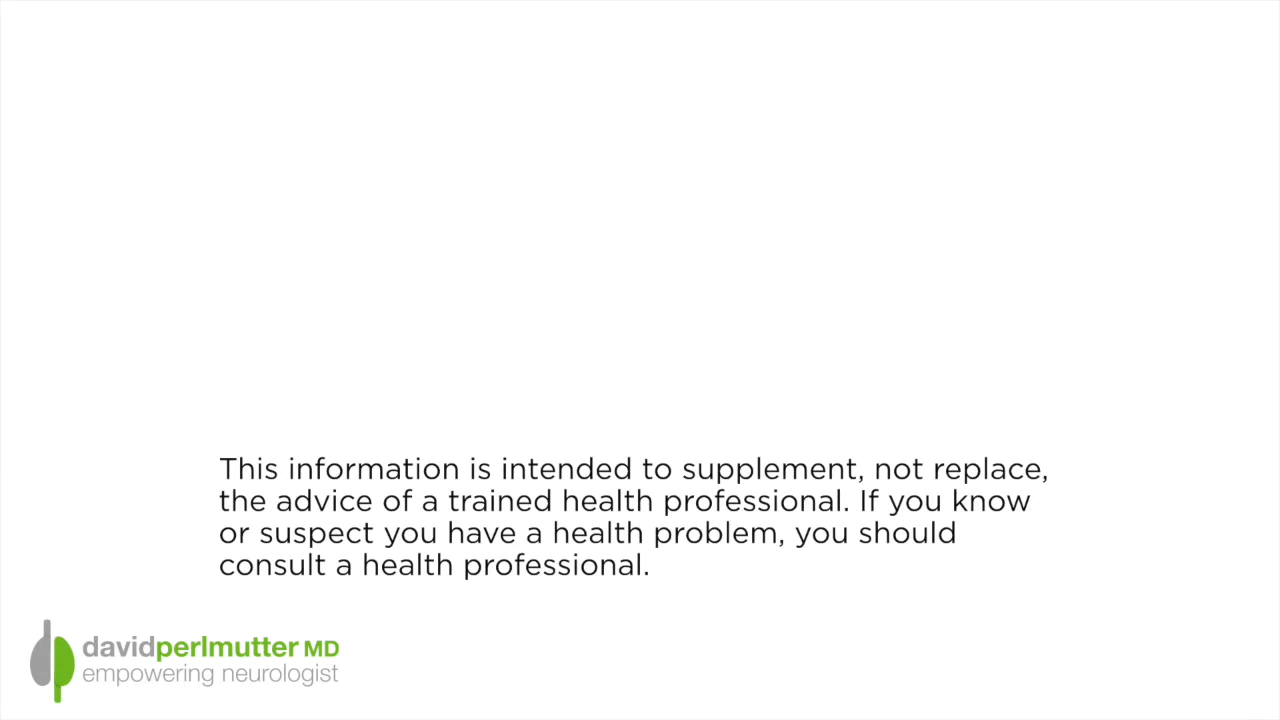 This information is intended to supplement, not replace,
the advice of a trained health professional. If you know
or suspect you have a health problem, you should
consult a health professional.
davidperlmutter MD
empowering neurologist